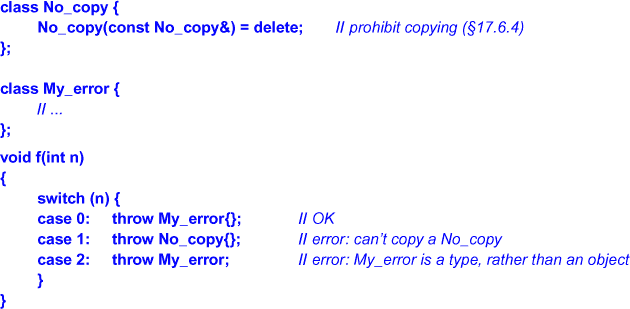 class No_copy {
No_copy(const No_copy&) = delete; // prohibit copying (§17.6.4)
};
class My_error {
// ...
};
void f(int n)
{
switch (n) {
case 0: throw My_error{}; // OK
case 1: throw No_copy{}; // error: can’t copy a No_copy
case 2: throw My_error; // error: My_error is a type, rather than an object
}
}